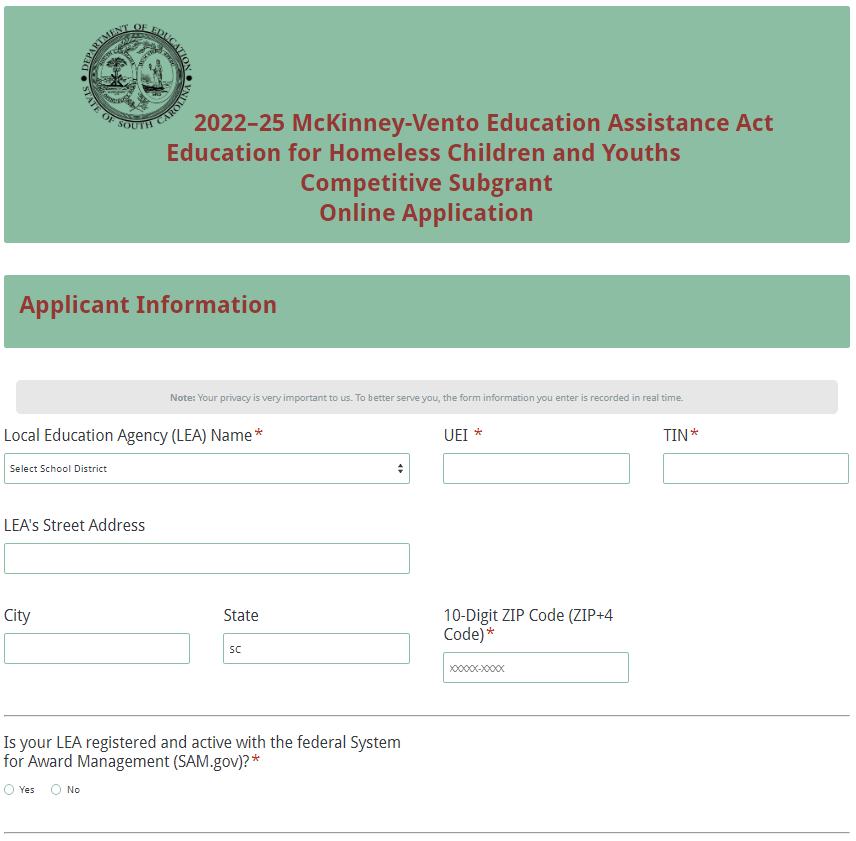 DEPARTMENT OF EDUCATION
STATE OF SOUTH CAROLINA
2022–25 McKinney-Vento Education Assistance Act
Education for Homeless Children and Youths
Competitive Subgrant
Online Application
Applicant Information
Note: Your privacy is very important to us. To better serve you, the form information you enter is recorded in real time.
Local Education Agency (LEA) Name*
UEI *
TIN*
Select School District
LEA's Street Address
City
State
10-Digit ZIP Code (ZIP+4
Code)*
SC
XXXXX-XXXX
Is your LEA registered and active with the federal System
for Award Management (SAM.gov)?*
Yes
No